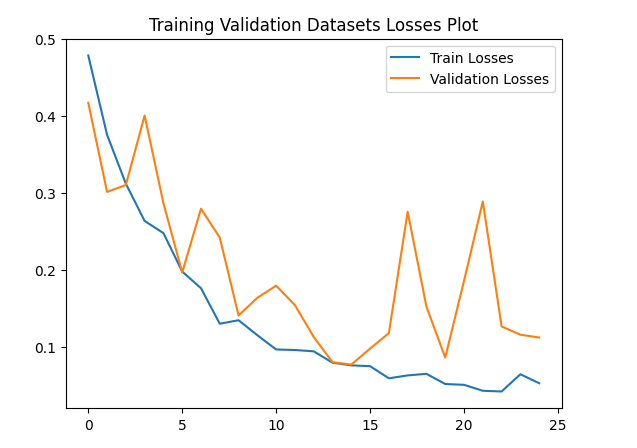 Training Validation Datasets Losses Plot
0.5
Train Losses
Validation Losses
0.4
0.3
0.2
0.1
0 5 10 15 20 25